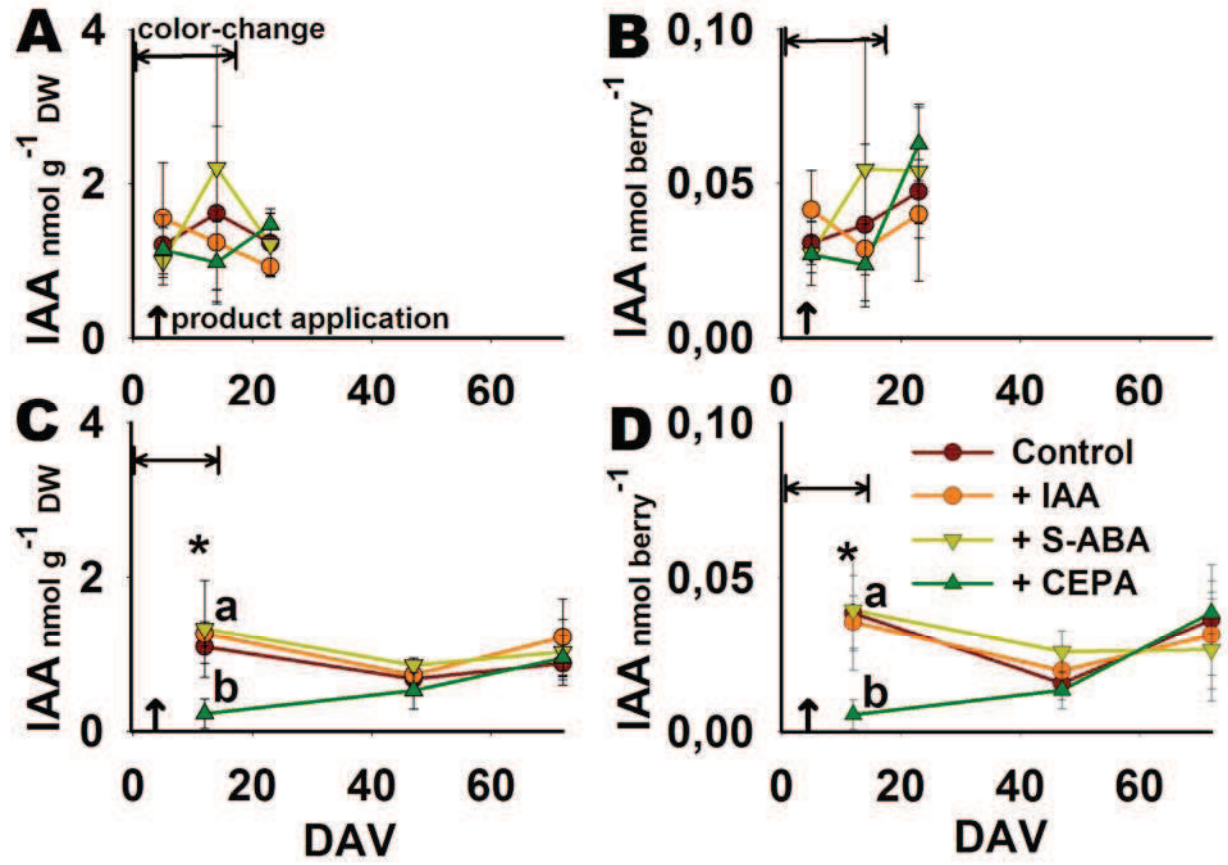 A
4
color-change
2
0
IAA nmol g-1 DW
product application
0 20 40 60
B
0,10
0,05
0,00
IAA nmol berry-1
0 20 40 60
C
4
2
0
IAA nmol g-1 DW
*
a
b
0 20 40 60
DAV
D
0,10
0,05
0,00
IAA nmol berry-1
*
a
b
Control
+ IAA
+ S-ABA
+ CEPA
0 20 40 60
DAV